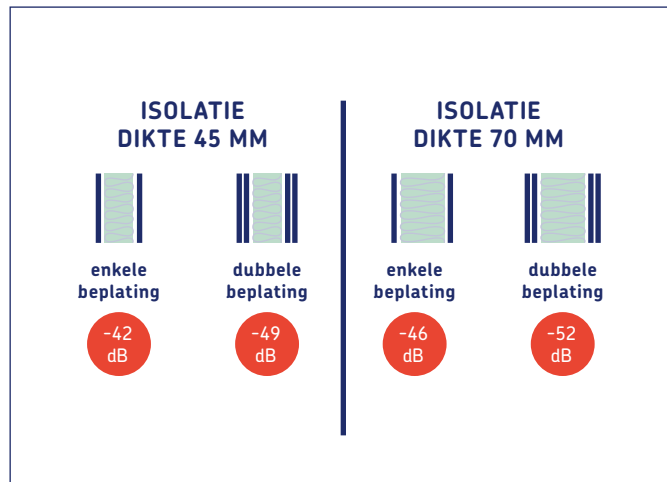 ISOLATIE
DIKTE 45 MM
enkele
beplating
-42
dB
dubbele
beplating
-49
dB
ISOLATIE
DIKTE 70 MM
enkele
beplating
-46
dB
dubbele
beplating
-52
dB